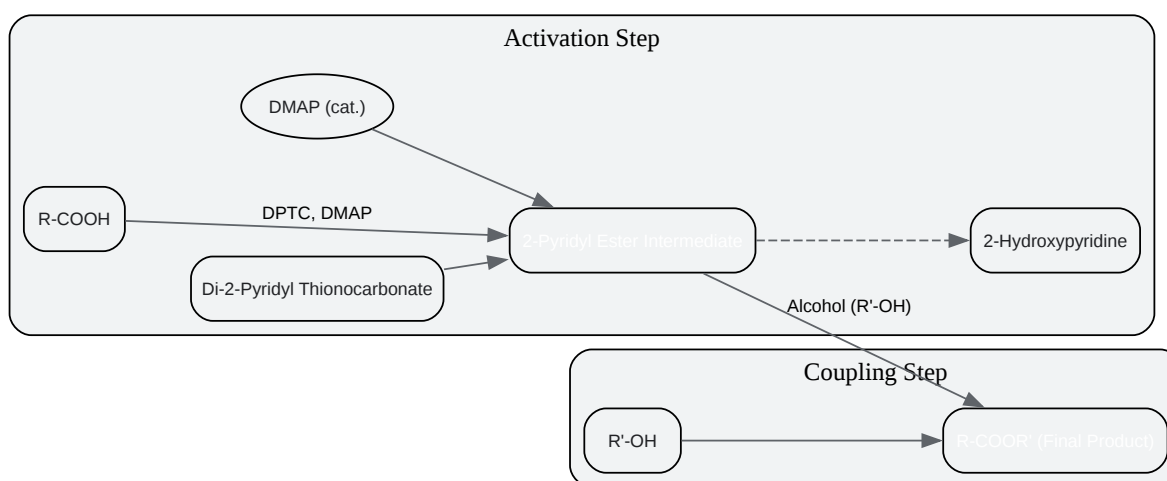 Activation Step
DMAP (cat.)
R-COOH
DPTC, DMAP
2-Pyridyl Ester Intermediate
2-Hydroxypyridine
Di-2-Pyridyl Thionocarbonate
Alcohol (R'-OH)
Coupling Step
R'-OH
R-COOR' (Final Product)